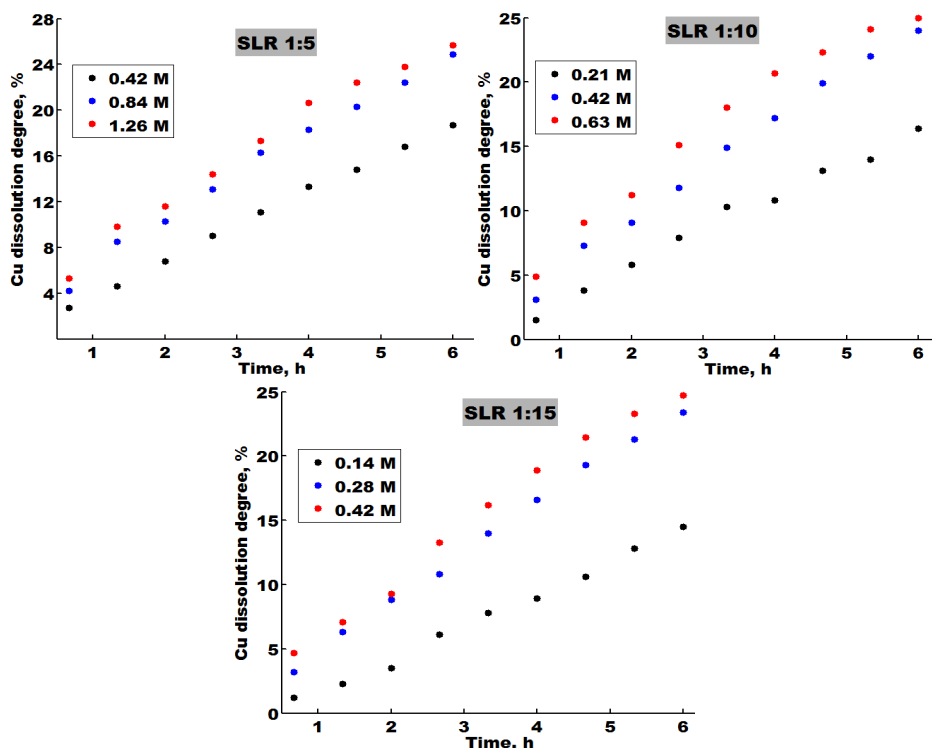 SLR 1:5
Cu dissolution degree, %
28
24
20
16
12
8
4
0.42 M
0.84 M
1.26 M
1 2 3 4 5 6
Time, h
SLR 1:10
Cu dissolution degree, %
25
20
15
10
5
0
0.21 M
0.42 M
0.63 M
1 2 3 4 5 6
Time, h
SLR 1:15
Cu dissolution degree, %
25
20
15
10
5
0
0.14 M
0.28 M
0.42 M
1 2 3 4 5 6
Time, h